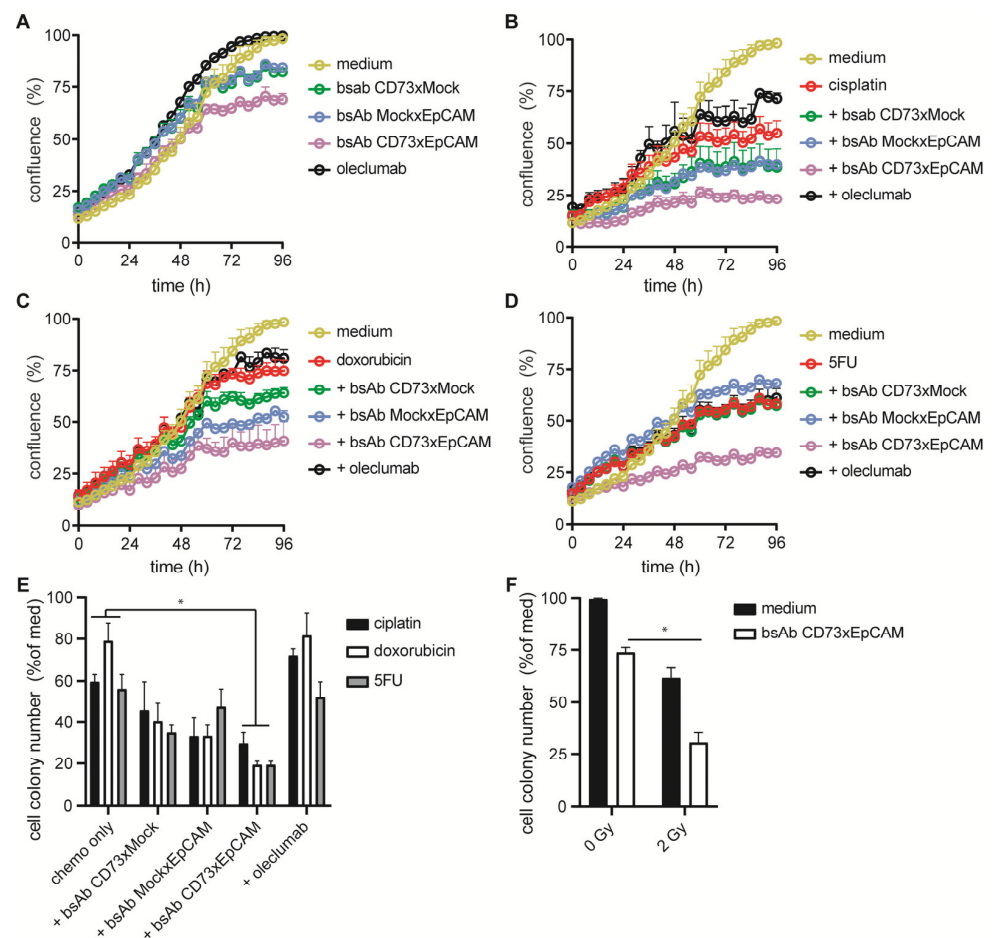 A
100
75
50
25
0
confluence (%)
0 24 48 72 96
time (h)
medium
bsab CD73xMock
bsAb MockxEpCAM
bsAb CD73xEpCAM
oleclumab
B
100
75
50
25
0
confluence (%)
0 24 48 72 96
time (h)
medium
cisplatin
+ bsab CD73xMock
+ bsAb MockxEpCAM
+ bsAb CD73xEpCAM
+ oleclumab
C
100
75
50
25
0
confluence (%)
0 24 48 72 96
time (h)
medium
doxorubicin
+ bsAb CD73xMock
+ bsAb MockxEpCAM
+ bsAb CD73xEpCAM
+ oleclumab
D
100
75
50
25
0
confluence (%)
0 24 48 72 96
time (h)
medium
5FU
+ bsAb CD73xMock
+ bsAb MockxEpCAM
+ bsAb CD73xEpCAM
+ oleclumab
E
100
80
60
40
20
0
cell colony number (%of med)
*
ciplatin
doxorubicin
5FU
chemo only
+ bsAb CD73xMock
+ bsAb MockxEpCAM
+ bsAb CD73xEpCAM
+ oleclumab
F
100
75
50
25
0
cell colony number (%of med)
*
medium
bsAb CD73xEpCAM
0 Gy
2 Gy